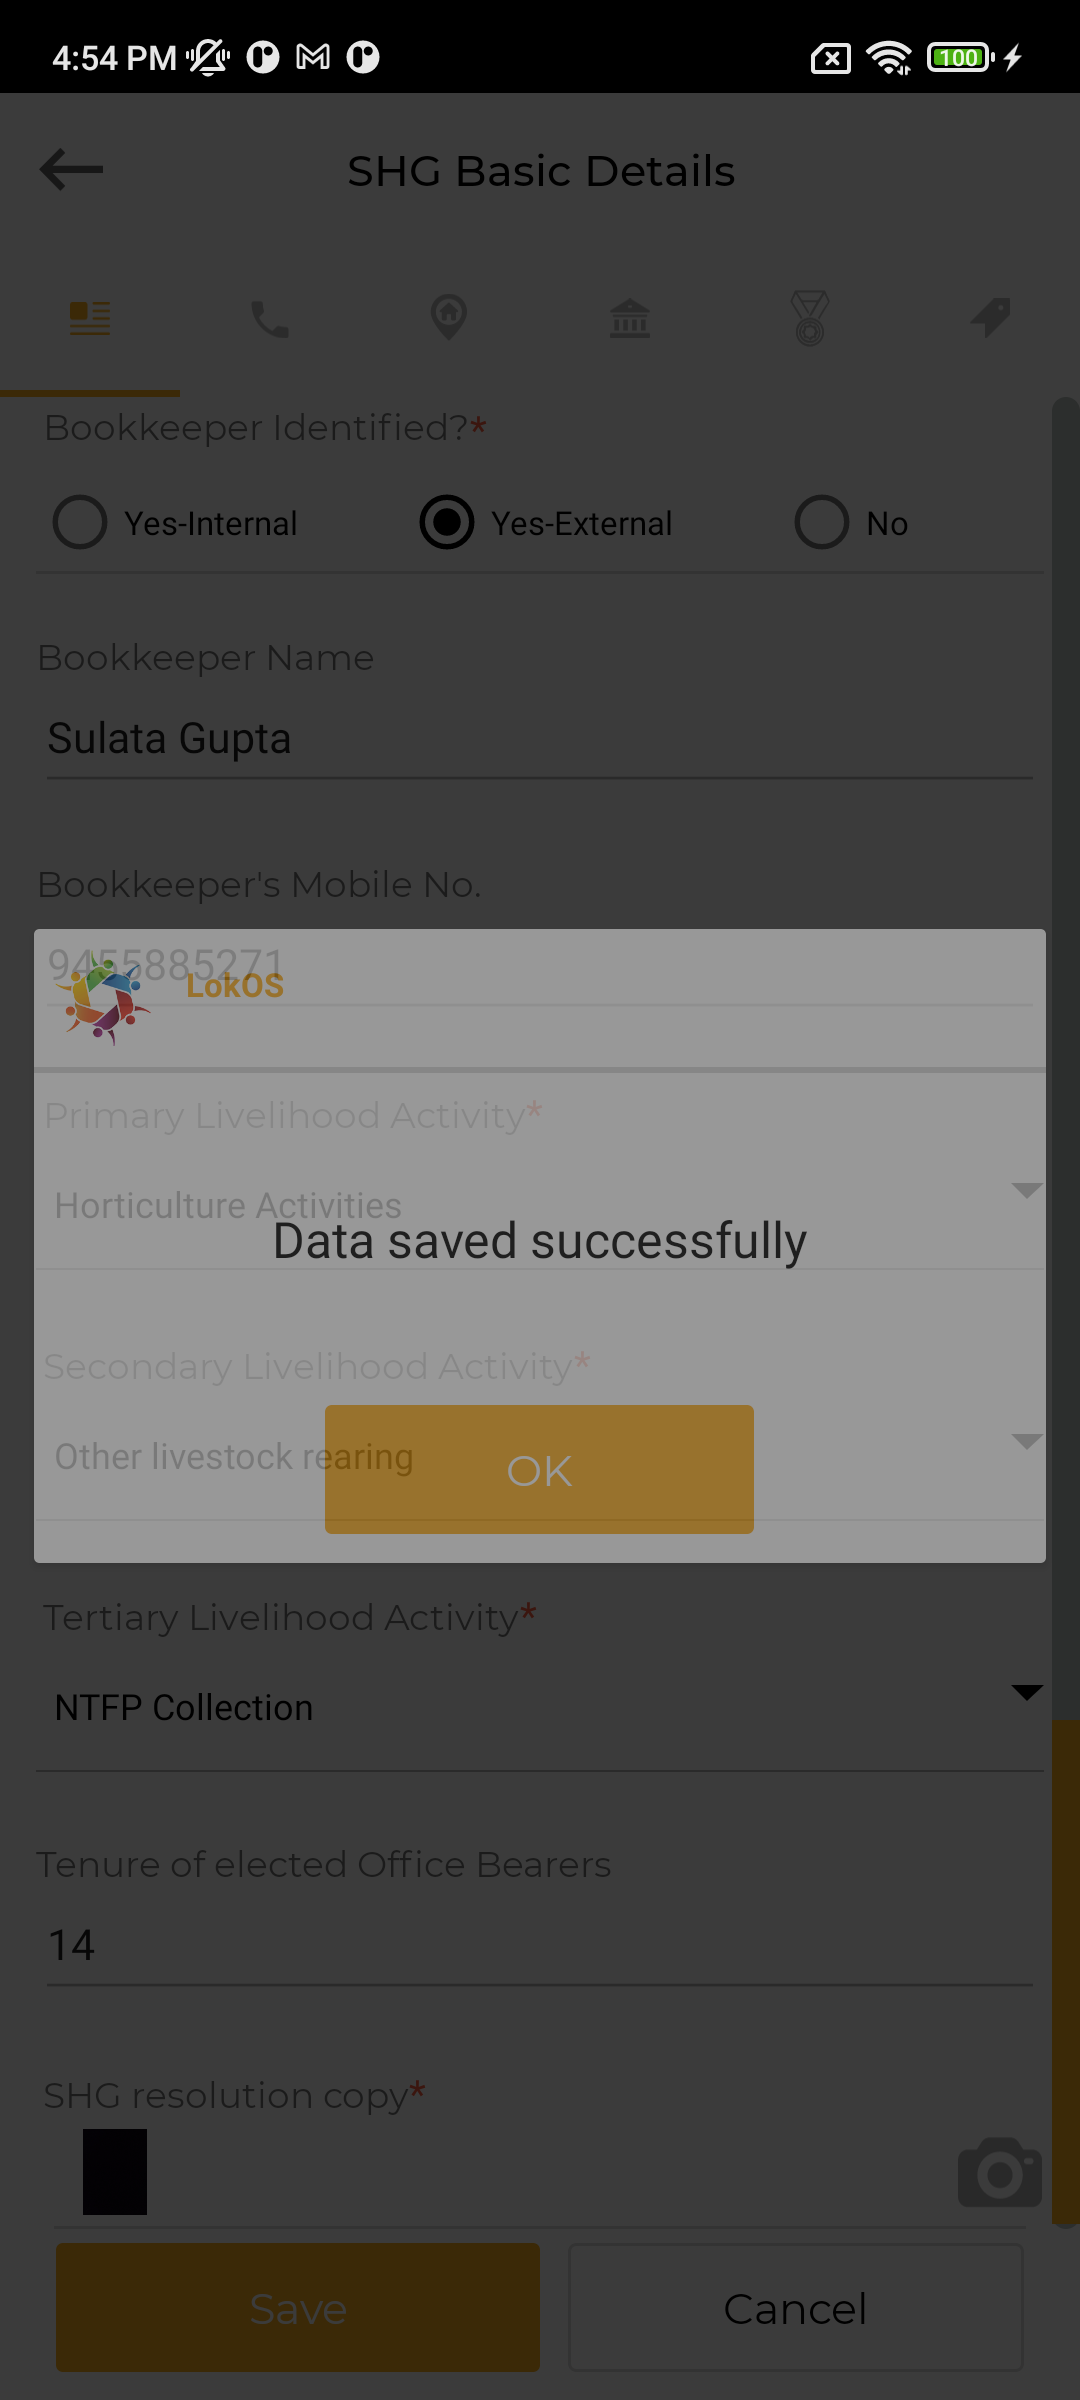 4:54 PM
100
SHG Basic Details
Bookkeeper Identified?*
Yes-Internal
Yes-External
No
Bookkeeper Name
Sulata Gupta
Bookkeeper's Mobile No.
9455885271
LokOS
Primary Livelihood Activity*
Horticulture Activities
Data saved successfully
Secondary Livelihood Activity*
Other livestock rearing
OK
Tertiary Livelihood Activity*
NTFP Collection
Tenure of elected Office Bearers
14
SHG resolution copy*
Save
Cancel